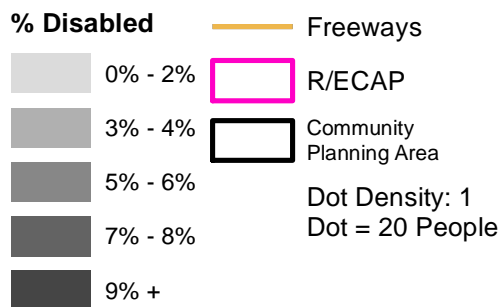 % Disabled
0% - 2%
3% - 4%
5% - 6%
7% - 8%
9% +
Freeways
R/ECAP
Community
Planning Area
Dot Density: 1
Dot = 20 People